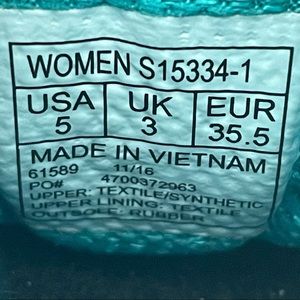 WOMEN S15334-1
USA UK EUR
5 3 35.5
MADE IN VIETNAM
61589 11/16
PO# 4700372963
UPPER: TEXTILE/SYNTHETIC
UPPER LINING: TEXTILE
OUTSOLE: RUBBER